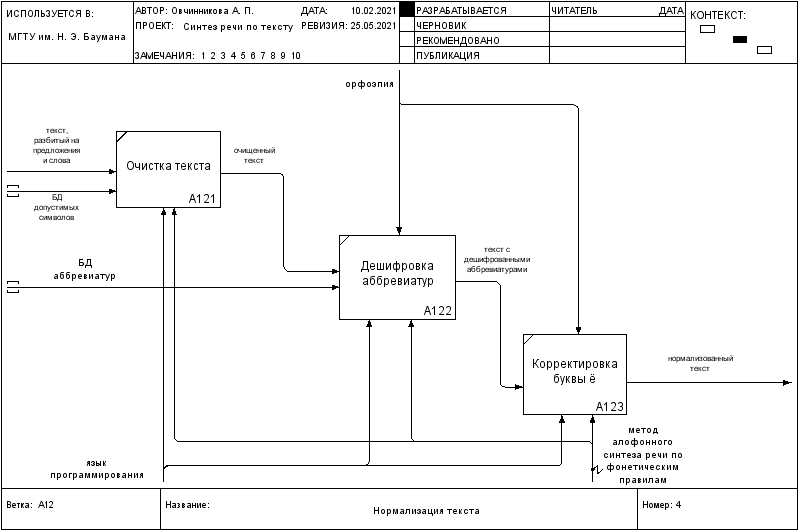 ИСПОЛЬЗУЕТСЯ В:
МГТУ им. Н. Э. Баумана
АВТОР: Овчинникова А. П.
ДАТА: 10.02.2021
ПРОЕКТ: Синтез речи по тексту
РЕВИЗИЯ: 25.05.2021
ЗАМЕЧАНИЯ: 1 2 3 4 5 6 7 8 9 10
РАЗРАБАТЫВАЕТСЯ
ЧЕРНОВИК
РЕКОМЕНДОВАНО
ПУБЛИКАЦИЯ
ЧИТАТЕЛЬ
ДАТА
КОНТЕКСТ:
орфоэпия
текст,
разбитый на
предложения
и слова
БД
допустимых
символов
Очистка текста
A121
очищенный
текст
БД
аббревиатур
Дешифровка
аббревиатур
A122
текст с
дешифрованными
аббревиатурами
Корректировка
буквы ё
A123
нормализованный
текст
язык
программирования
метод
алофонного
синтеза речи по
фонетическим
правилам
Ветка: A12
Название:
Нормализация текста
Номер: 4